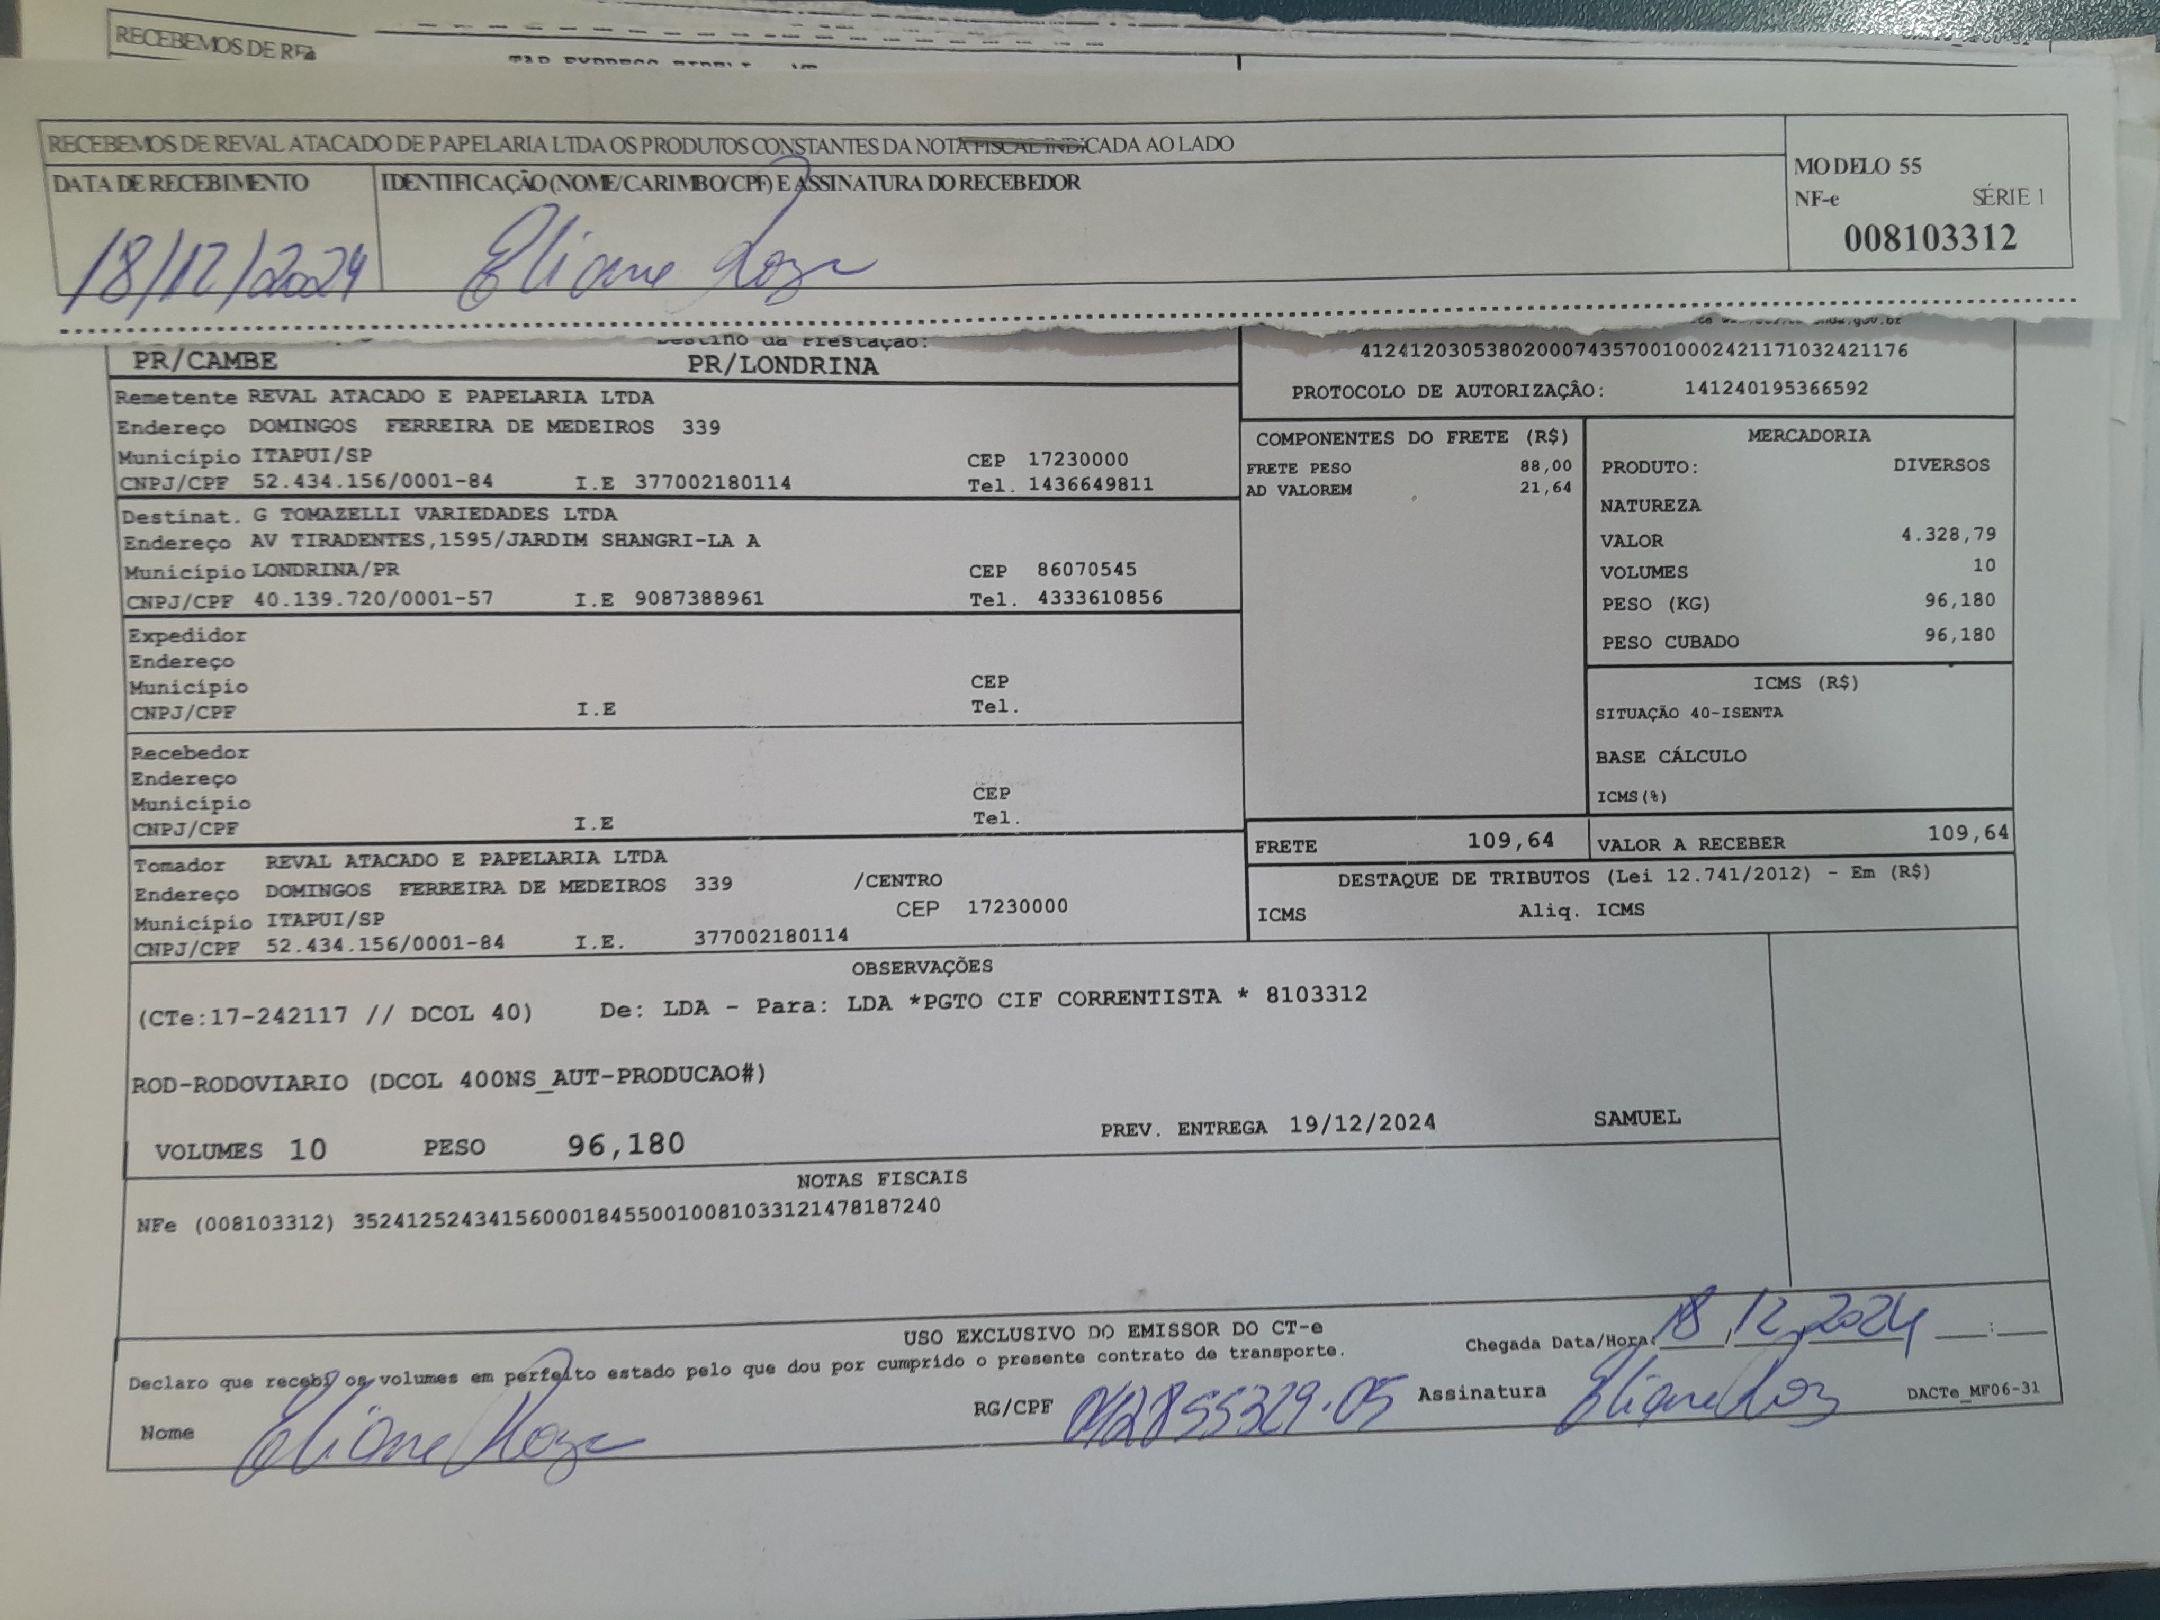 RECEBEMOS DE RE
RECEBEMOS DE REVAL ATACADO DE PAPELARIA LTDA OS PRODUTOS CONSTANTES DA NOTA FISCAL INDICADA AO LADO
DATA DE RECEBIMENTO
IDENTIFICAÇÃO (NOME/CARIMBO/CPF) E ASSINATURA DO RECEBEDOR
18/12/2024
Eliane
MODELO 55
NF-e SÉRIE 1
008103312
Destino da Prestação:
PR/CAMBE PR/LONDRINA
41241203053802000743570010002421171032421176
PROTOCOLO DE AUTORIZAÇÃO: 141240195366592
Remetente REVAL ATACADO E PAPELARIA LTDA
Endereço DOMINGOS FERREIRA DE MEDEIROS 339
Município ITAPUI/SP CEP 17230000
CNPJ/CPF 52.434.156/0001-84 I.E 377002180114 Tel. 1436649811
Destinat. G TOMAZELLI VARIEDADES LTDA
Endereço AV TIRADENTES,1595/JARDIM SHANGRI-LA A
Município LONDRINA/PR CEP 86070545
CNPJ/CPF 40.139.720/0001-57 I.E 9087388961 Tel. 4333610856
Expedidor
Endereço
Município CEP
CNPJ/CPF I.E Tel.
Recebedor
Endereço
Município CEP
CNPJ/CPF I.E Tel.
Tomador REVAL ATACADO E PAPELARIA LTDA
Endereço DOMINGOS FERREIRA DE MEDEIROS 339 /CENTRO
Município ITAPUI/SP CEP 17230000
CNPJ/CPF 52.434.156/0001-84 I.E. 377002180114
COMPONENTES DO FRETE (R$)
FRETE PESO 88,00
AD VALOREM 21,64
MERCADORIA
PRODUTO: DIVERSOS
NATUREZA
VALOR 4.328,79
VOLUMES 10
PESO (KG) 96,180
PESO CUBADO 96,180
ICMS (R$)
SITUAÇÃO 40-ISENTA
BASE CÁLCULO
ICMS(%)
FRETE 109,64 VALOR A RECEBER 109,64
DESTAQUE DE TRIBUTOS (Lei 12.741/2012) - Em (R$)
ICMS Aliq. ICMS
OBSERVAÇÕES
(CTe:17-242117 // DCOL 40) De: LDA - Para: LDA *PGTO CIF CORRENTISTA * 8103312
ROD-RODOVIARIO (DCOL 400NS_AUT-PRODUCAO#)
VOLUMES 10 PESO 96,180 PREV. ENTREGA 19/12/2024 SAMUEL
NOTAS FISCAIS
NFe (008103312) 35241252434156000184550010081033121478187240
USO EXCLUSIVO DO EMISSOR DO CT-e
Declaro que recebi os volumes em perfeito estado pelo que dou por cumprido o presente contrato de transporte.
Chegada Data/Hora: 18/12/2024 :
Nome Eliane
RG/CPF 042855329-05 Assinatura Eliane
DACTe_MF06-31